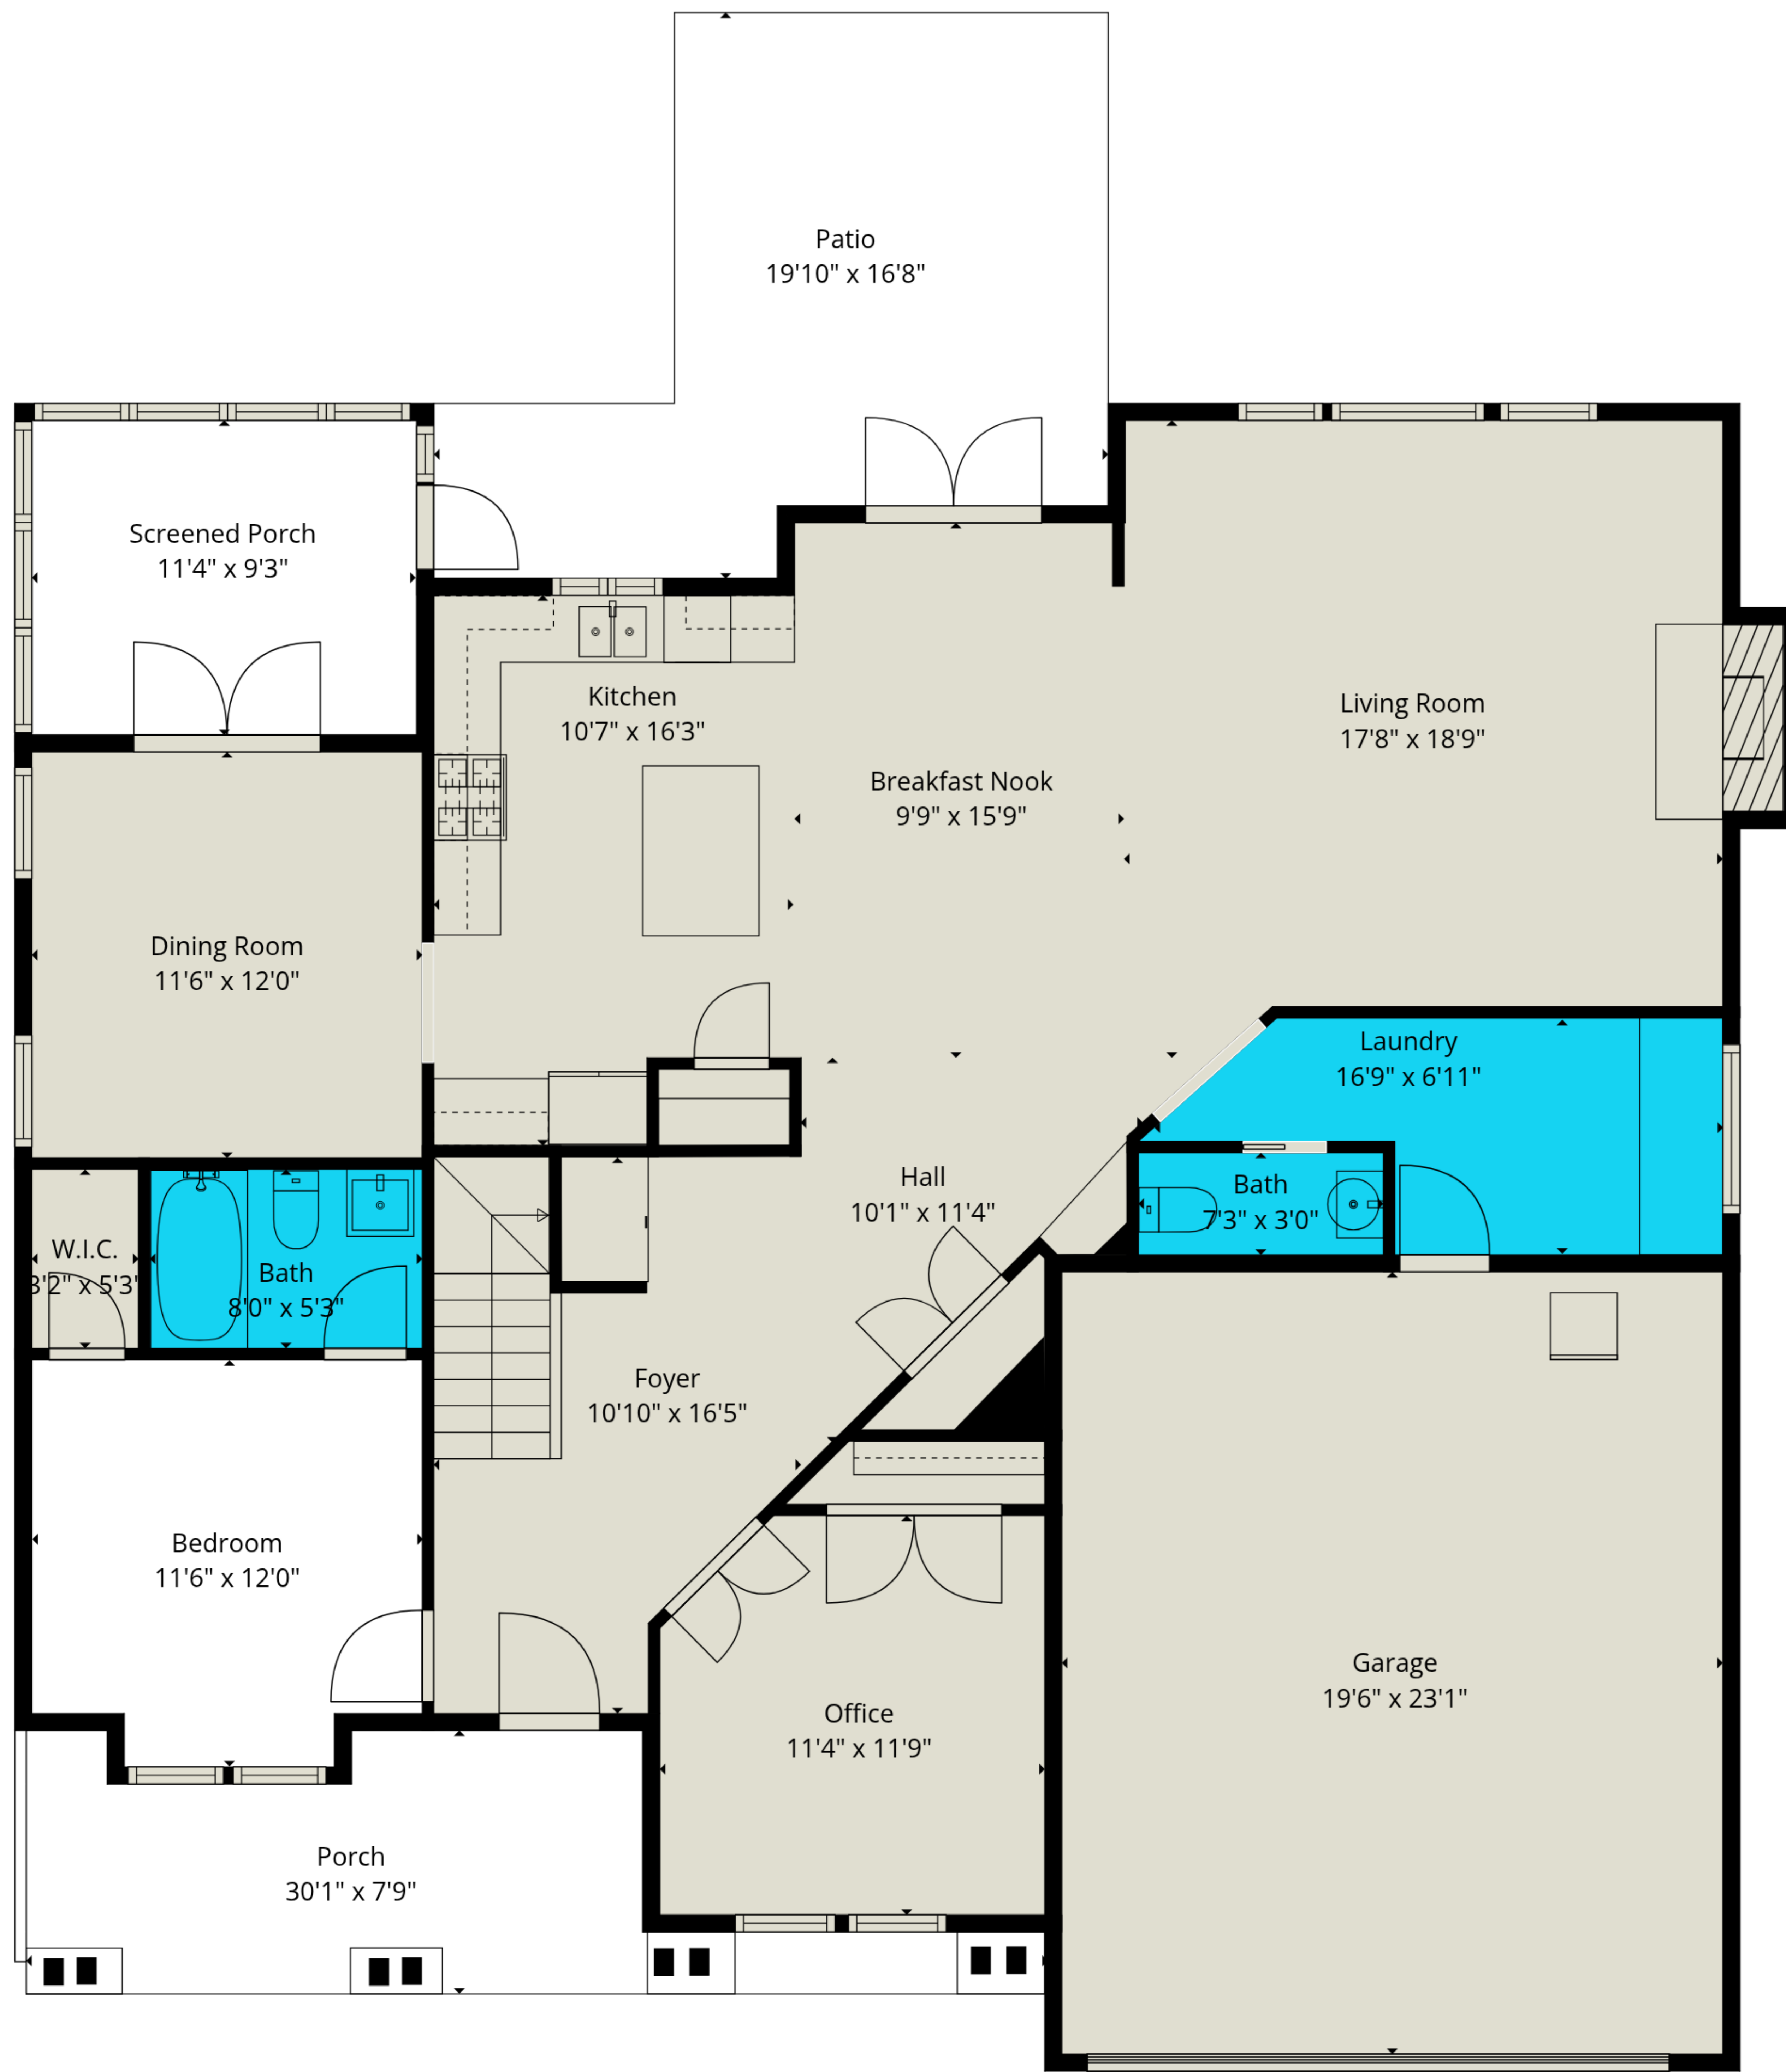 Patio
19'10" x 16'8"
Screened Porch
11'4" x 9'3"
Kitchen
10'7" x 16'3"
Living Room
17'8" x 18'9"
Breakfast Nook
9'9" x 15'9"
Dining Room
11'6" x 12'0"
Laundry
16'9" x 6'11"
Hall
10'1" x 11'4"
Bath
7'3" x 3'0"
W.I.C.
3'2" x 5'3"
Bath
8'0" x 5'3"
Foyer
10'10" x 16'5"
Bedroom
11'6" x 12'0"
Garage
19'6" x 23'1"
Office
11'4" x 11'9"
Porch
30'1" x 7'9"